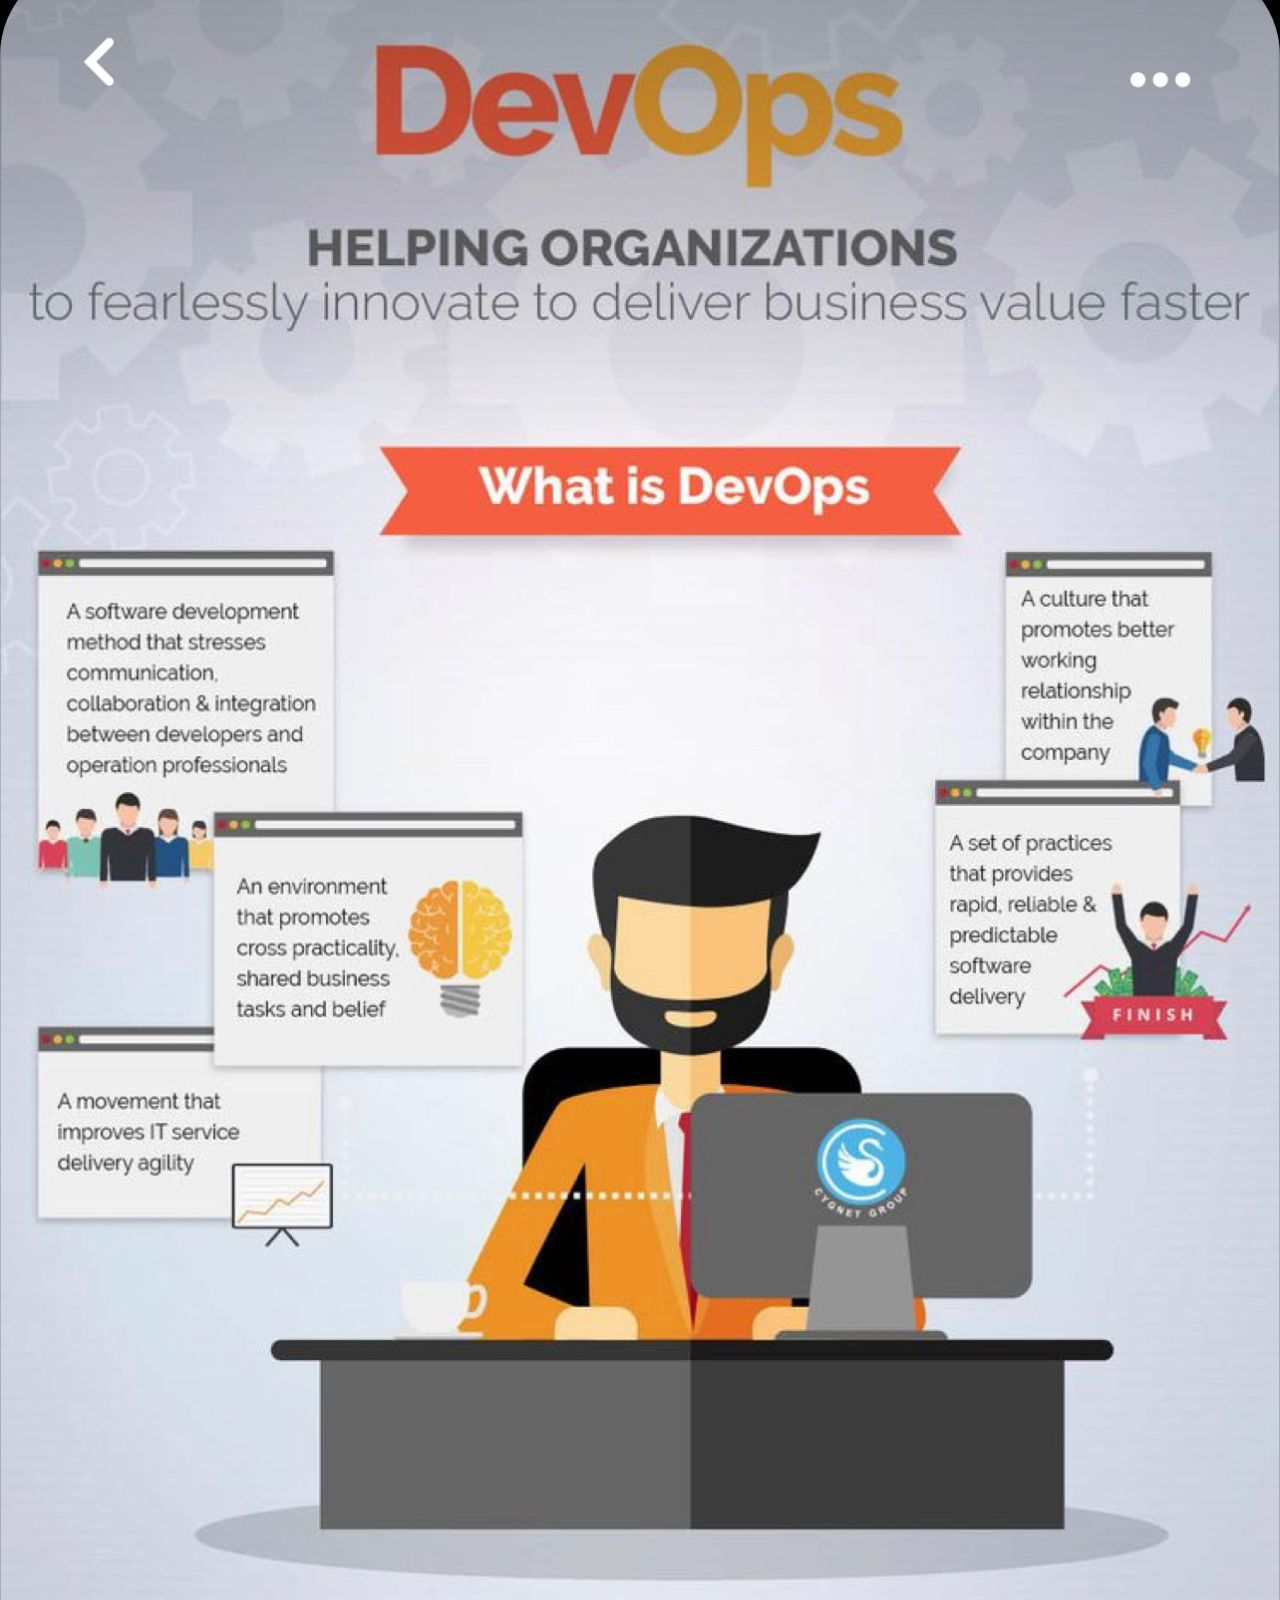 DevOps
HELPING ORGANIZATIONS
to fearlessly innovate to deliver business value faster
What is DevOps
A software development
method that stresses
communication,
collaboration & integration
between developers and
operation professionals
An environment
that promotes
cross practicality,
shared business
tasks and belief
A movement that
improves IT service
delivery agility
A culture that
promotes better
working
relationship
within the
company
A set of practices
that provides
rapid, reliable &
predictable
software
delivery
FINISH
CYGNET GROUP